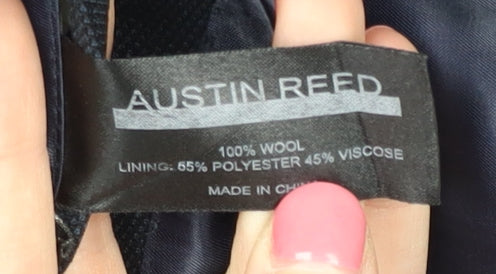 AUSTIN REED
100% WOOL
LINING: 55% POLYESTER 45% VISCOSE
MADE IN